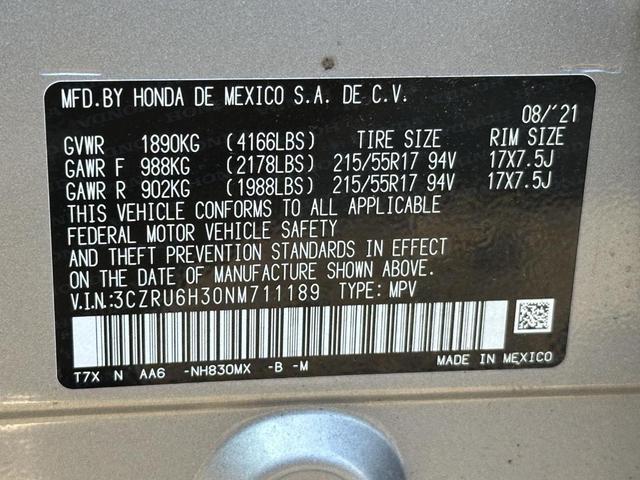 MFD.BY HONDA DE MEXICO S.A. DE C.V.
08/'21
GVWR 1890KG (4166LBS) TIRE SIZE RIM SIZE
GAWR F 988KG (2178LBS) 215/55R17 94V 17X7.5J
GAWR R 902KG (1988LBS) 215/55R17 94V 17X7.5J
THIS VEHICLE CONFORMS TO ALL APPLICABLE
FEDERAL MOTOR VEHICLE SAFETY
AND THEFT PREVENTION STANDARDS IN EFFECT
ON THE DATE OF MANUFACTURE SHOWN ABOVE.
V.I.N:3CZRU6H30NM711189 TYPE: MPV
T7X N AA6 -NH830MX -B -M MADE IN MEXICO